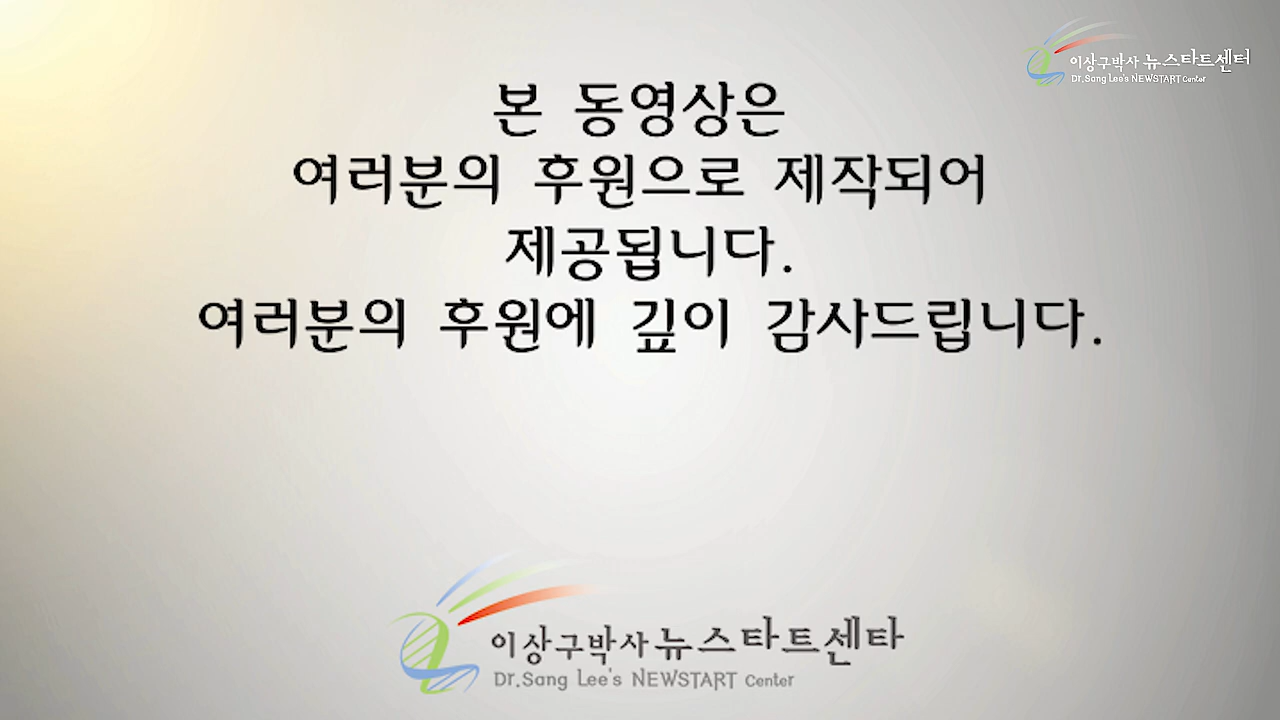 이상구박사 뉴스타트센터
Dr.Sang Lee's NEWSTART Center
본 동영상은
여러분의 후원으로 제작되어
제공됩니다.
여러분의 후원에 깊이 감사드립니다.
이상구박사 뉴스타트센타
Dr.Sang Lee's NEWSTART Center